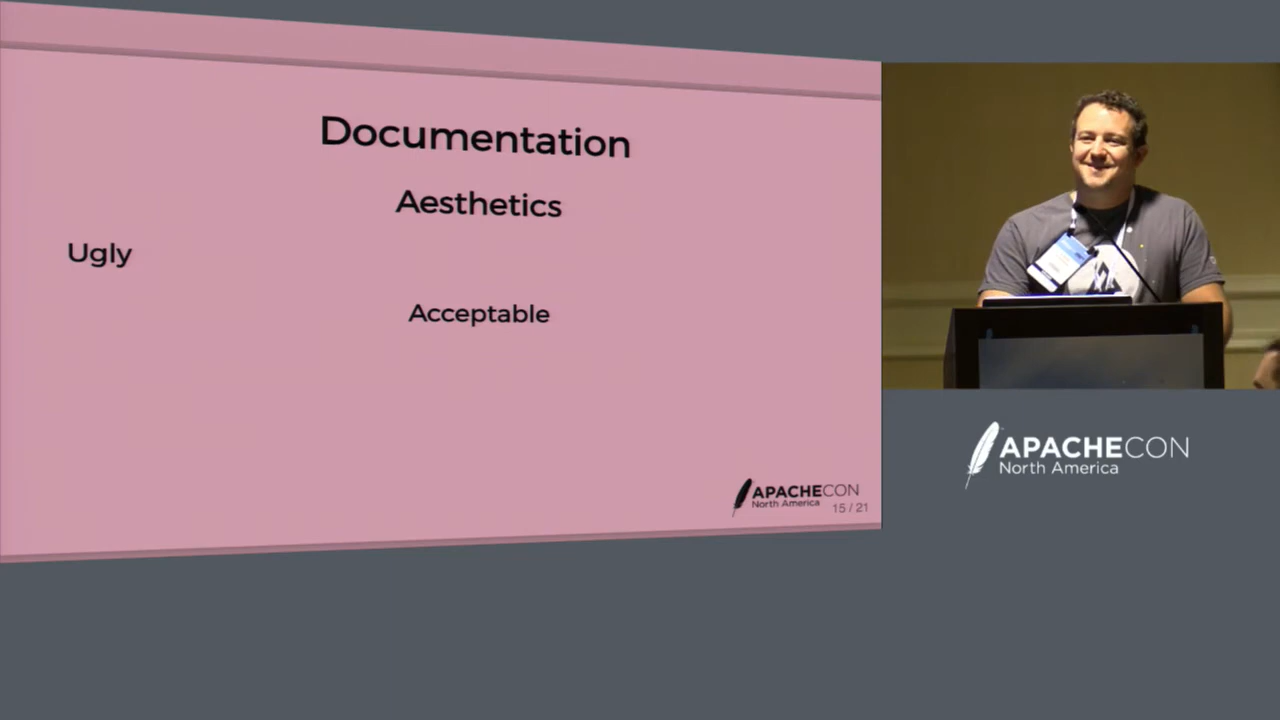 Documentation
Aesthetics
Ugly
Acceptable
APACHECON
North America
15 / 21
APACHECON
North America